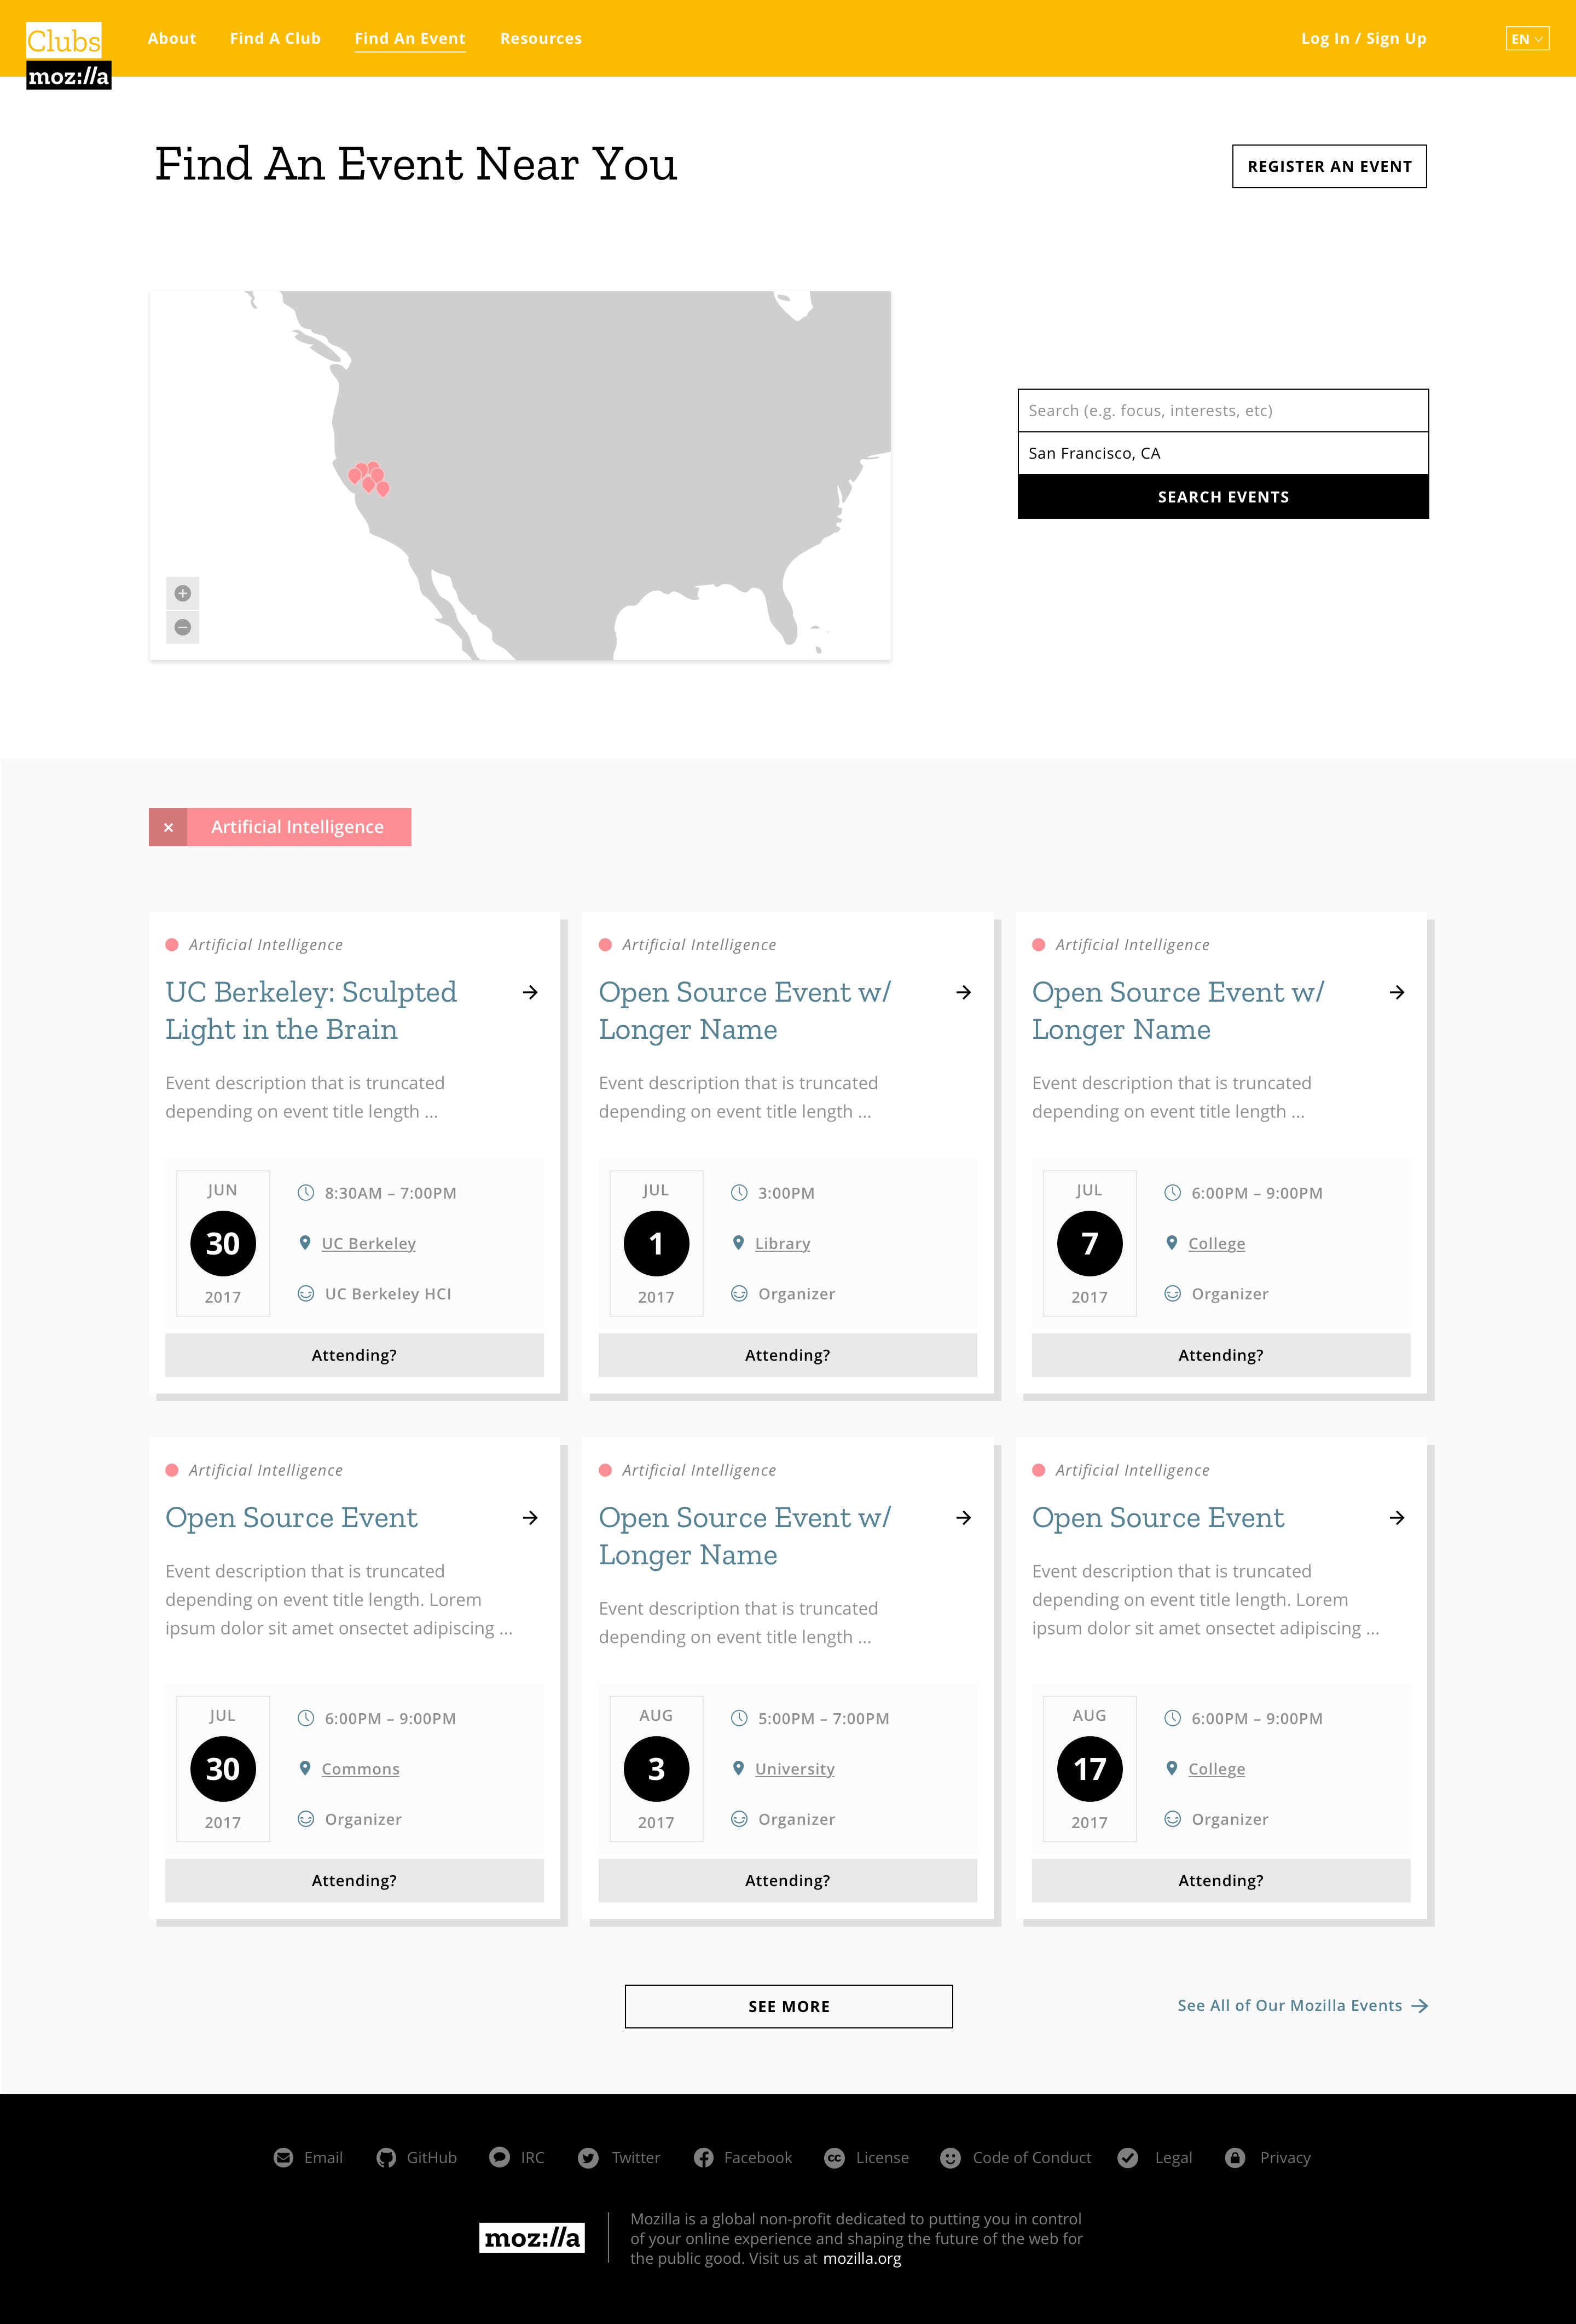 Clubs
moz://a
About
Find A Club
Find An Event
Resources
Log In / Sign Up
EN
Find An Event Near You
REGISTER AN EVENT
Search (e.g. focus, interests, etc)
San Francisco, CA
SEARCH EVENTS
× Artificial Intelligence
Artificial Intelligence
UC Berkeley: Sculpted
Light in the Brain
Event description that is truncated
depending on event title length ...
JUN
30
2017
8:30AM – 7:00PM
UC Berkeley
UC Berkeley HCI
Attending?
Artificial Intelligence
Open Source Event w/
Longer Name
Event description that is truncated
depending on event title length ...
JUL
1
2017
3:00PM
Library
Organizer
Attending?
Artificial Intelligence
Open Source Event w/
Longer Name
Event description that is truncated
depending on event title length ...
JUL
7
2017
6:00PM – 9:00PM
College
Organizer
Attending?
Artificial Intelligence
Open Source Event
Event description that is truncated
depending on event title length. Lorem
ipsum dolor sit amet onsectet adipiscing ...
JUL
30
2017
6:00PM – 9:00PM
Commons
Organizer
Attending?
Artificial Intelligence
Open Source Event w/
Longer Name
Event description that is truncated
depending on event title length ...
AUG
3
2017
5:00PM – 7:00PM
University
Organizer
Attending?
Artificial Intelligence
Open Source Event
Event description that is truncated
depending on event title length. Lorem
ipsum dolor sit amet onsectet adipiscing ...
AUG
17
2017
6:00PM – 9:00PM
College
Organizer
Attending?
SEE MORE
See All of Our Mozilla Events
Email
GitHub
IRC
Twitter
Facebook
cc License
Code of Conduct
Legal
Privacy
moz://a
Mozilla is a global non-profit dedicated to putting you in control
of your online experience and shaping the future of the web for
the public good. Visit us at mozilla.org